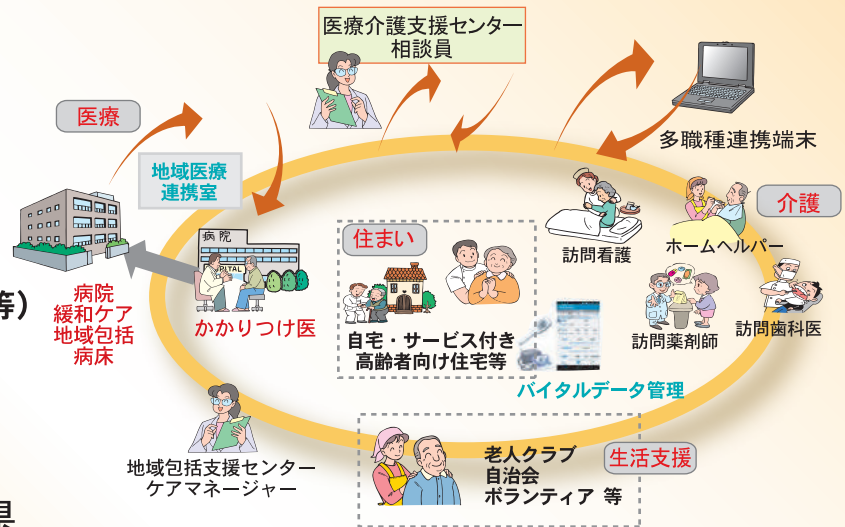 医療介護支援センター
相談員
医療
多職種連携端末
地域医療
連携室
介護
病院
住まい
訪問看護
ホームヘルパー
等)
病院
緩和ケア
地域包括
病床
かかりつけ医
自宅・サービス付き
高齢者向け住宅等
訪問薬剤師
訪問歯科医
バイタルデータ管理
地域包括支援センター
ケアマネージャー
老人クラブ
自治会
ボランティア 等
生活支援
県